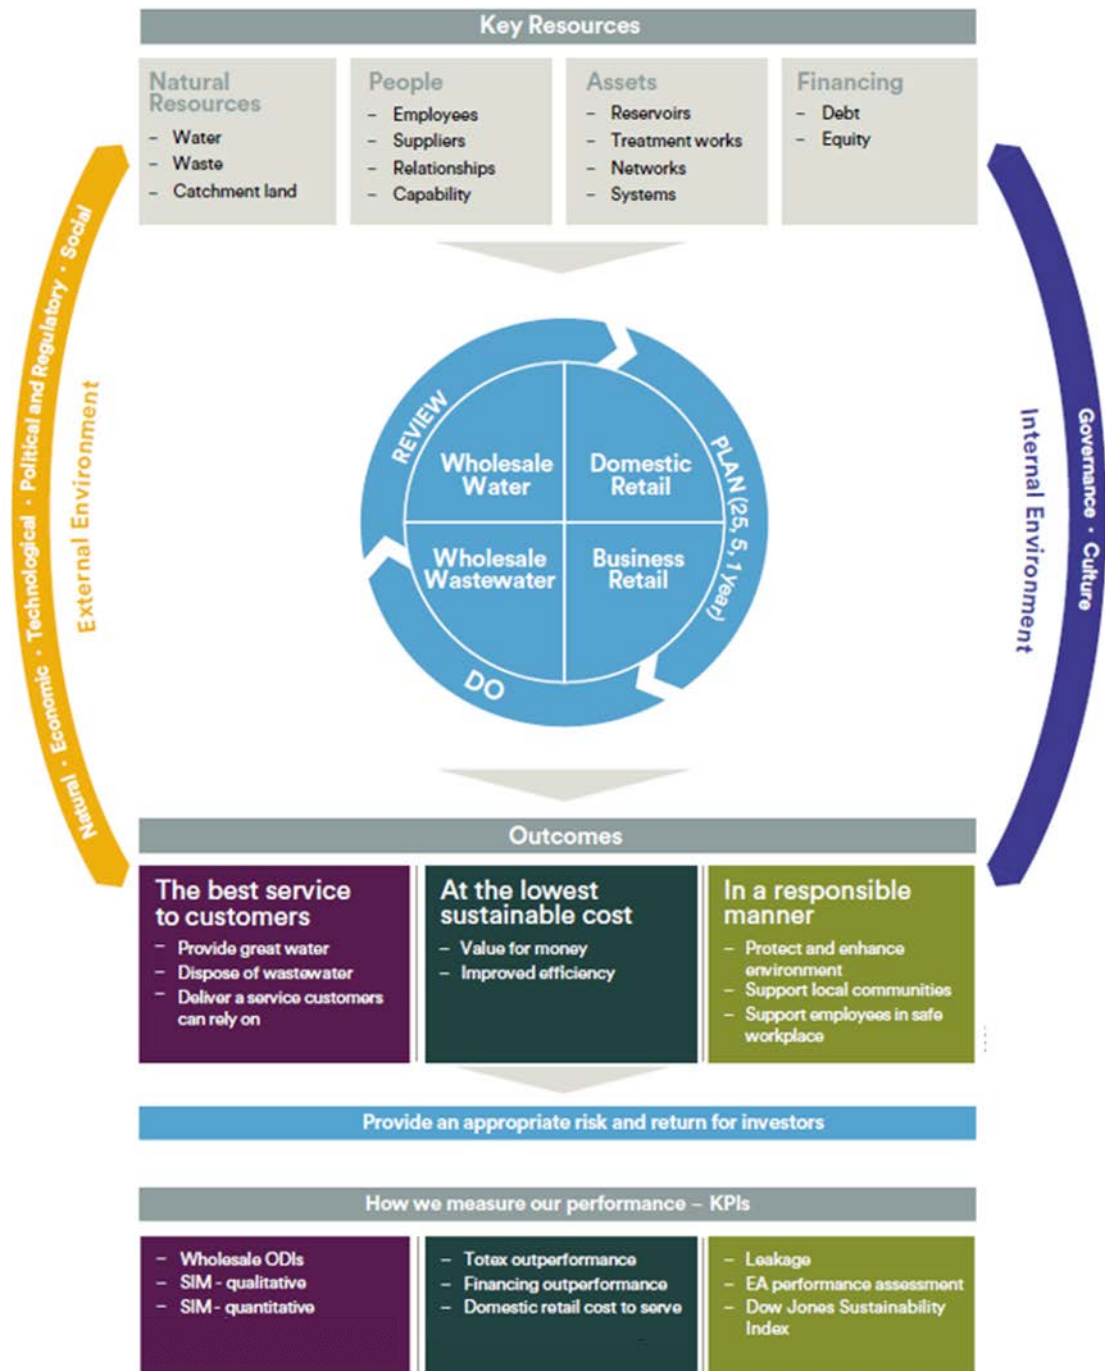 Key Resources
Natural
Resources
– Water
– Waste
– Catchment land
People
– Employees
– Suppliers
– Relationships
– Capability
Assets
– Reservoirs
– Treatment works
– Networks
– Systems
Financing
– Debt
– Equity
Natural · Economic · Technological · Political and Regulatory · Social
External Environment
REVIEW
PLAN (25, 5, 1 year)
DO
Wholesale
Water
Domestic
Retail
Wholesale
Wastewater
Business
Retail
Internal Environment
Governance · Culture
Outcomes
The best service
to customers
– Provide great water
– Dispose of wastewater
– Deliver a service customers
can rely on
At the lowest
sustainable cost
– Value for money
– Improved efficiency
In a responsible
manner
– Protect and enhance
environment
– Support local communities
– Support employees in safe
workplace
Provide an appropriate risk and return for investors
How we measure our performance – KPIs
– Wholesale ODIs
– SIM - qualitative
– SIM - quantitative
– Totex outperformance
– Financing outperformance
– Domestic retail cost to serve
– Leakage
– EA performance assessment
– Dow Jones Sustainability
Index